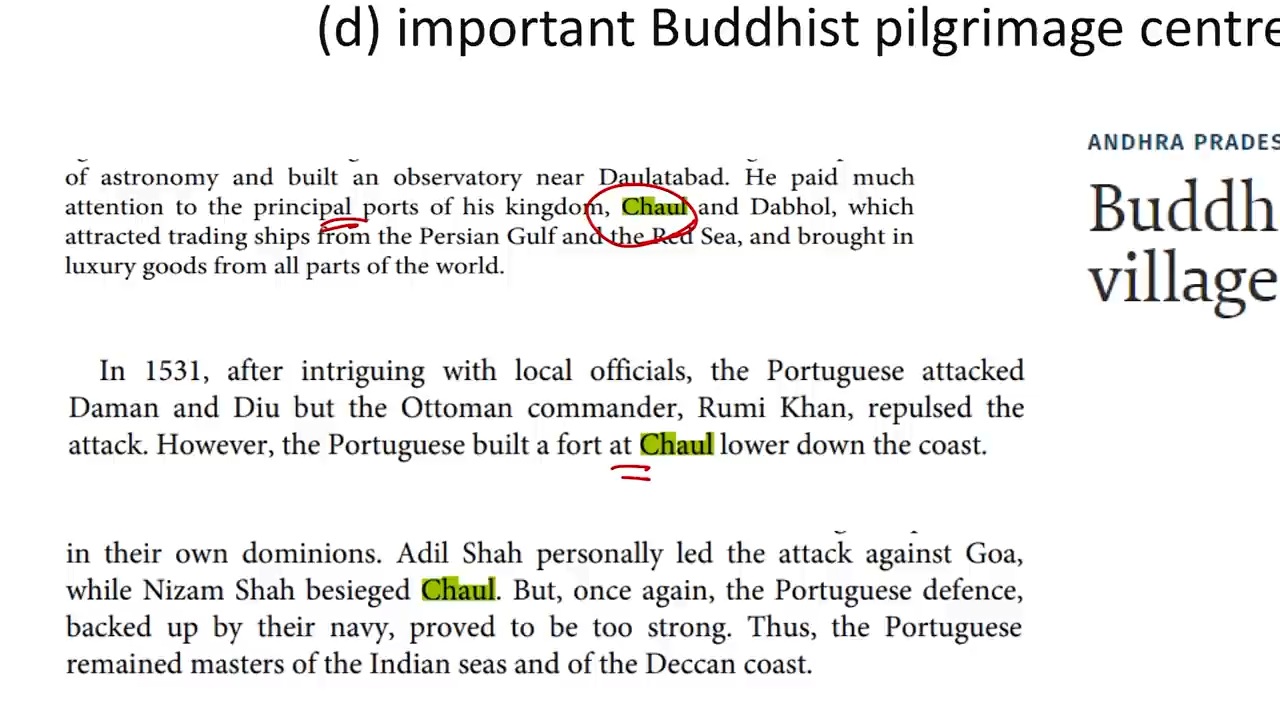 (d) important Buddhist pilgrimage centre
ANDHRA PRADES
Buddh
village
of astronomy and built an observatory near Daulatabad. He paid much
attention to the principal ports of his kingdom, Chaul and Dabhol, which
attracted trading ships from the Persian Gulf and the Red Sea, and brought in
luxury goods from all parts of the world.
In 1531, after intriguing with local officials, the Portuguese attacked
Daman and Diu but the Ottoman commander, Rumi Khan, repulsed the
attack. However, the Portuguese built a fort at Chaul lower down the coast.
in their own dominions. Adil Shah personally led the attack against Goa,
while Nizam Shah besieged Chaul. But, once again, the Portuguese defence,
backed up by their navy, proved to be too strong. Thus, the Portuguese
remained masters of the Indian seas and of the Deccan coast.